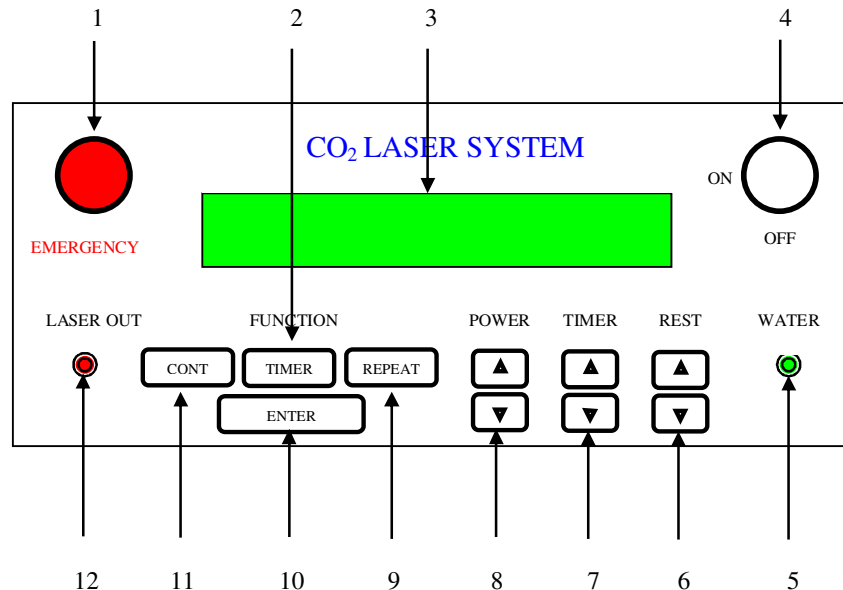 1 2 3 4
CO₂ LASER SYSTEM
ON
OFF
EMERGENCY
LASER OUT FUNCTION POWER TIMER REST WATER
CONT TIMER REPEAT
ENTER
12 11 10 9 8 7 6 5